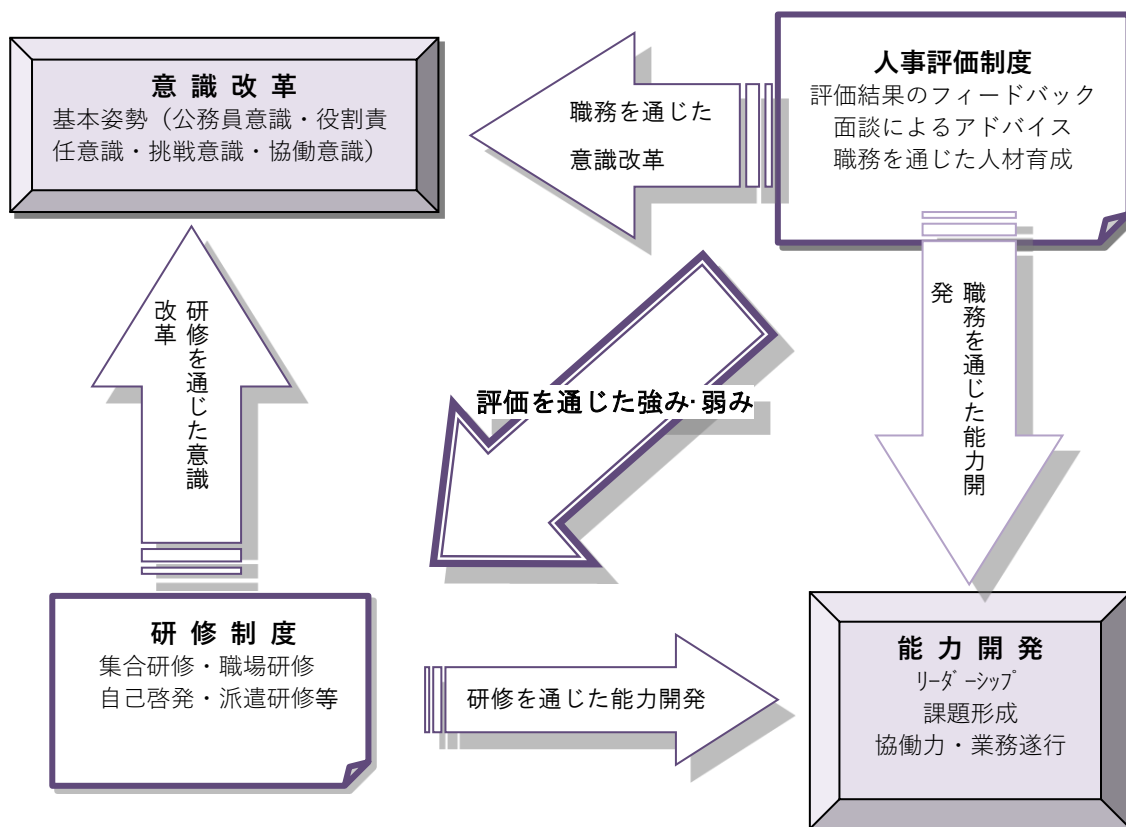 意 識 改 革
基本姿勢（公務員意識・役割責
任意識・挑戦意識・協働意識）
職務を通じた
意識改革
人事評価制度
評価結果のフィードバック
面談によるアドバイス
職務を通じた人材育成
研修を通じた意識
改革
評価を通じた強み・弱み
職務を通じた能力開
発
研 修 制 度
集合研修・職場研修
自己啓発・派遣研修等
研修を通じた能力開発
能 力 開 発
ﾘｰﾀﾞｰｼｯﾌﾟ
課題形成
協働力・業務遂行